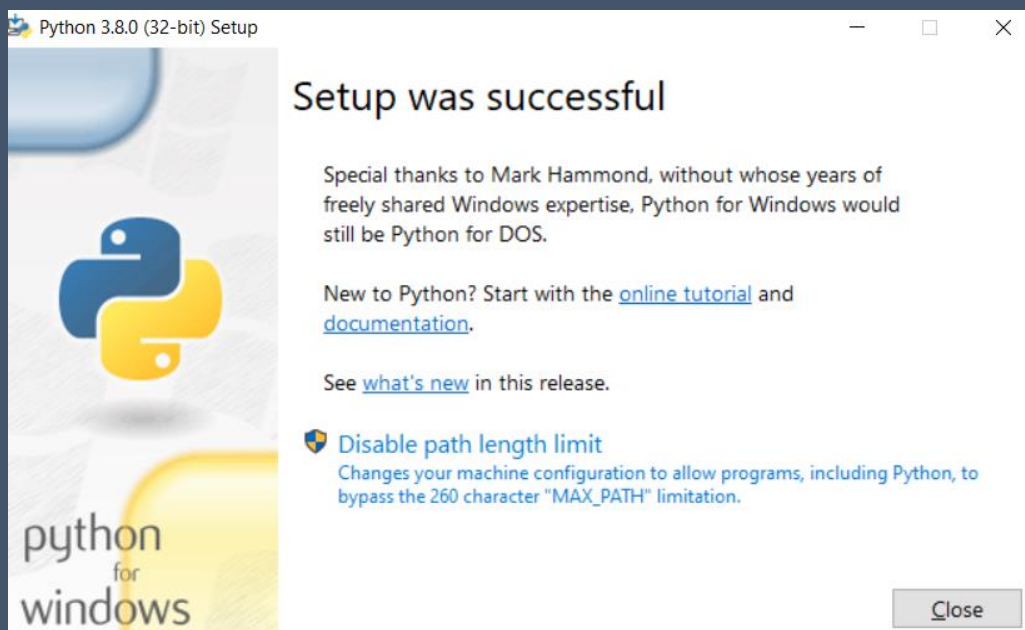 Python 3.8.0 (32-bit) Setup
Setup was successful
Special thanks to Mark Hammond, without whose years of
freely shared Windows expertise, Python for Windows would
still be Python for DOS.
New to Python? Start with the online tutorial and
documentation.
See what's new in this release.
Disable path length limit
Changes your machine configuration to allow programs, including Python, to
bypass the 260 character "MAX_PATH" limitation.
python
for
windows
Close